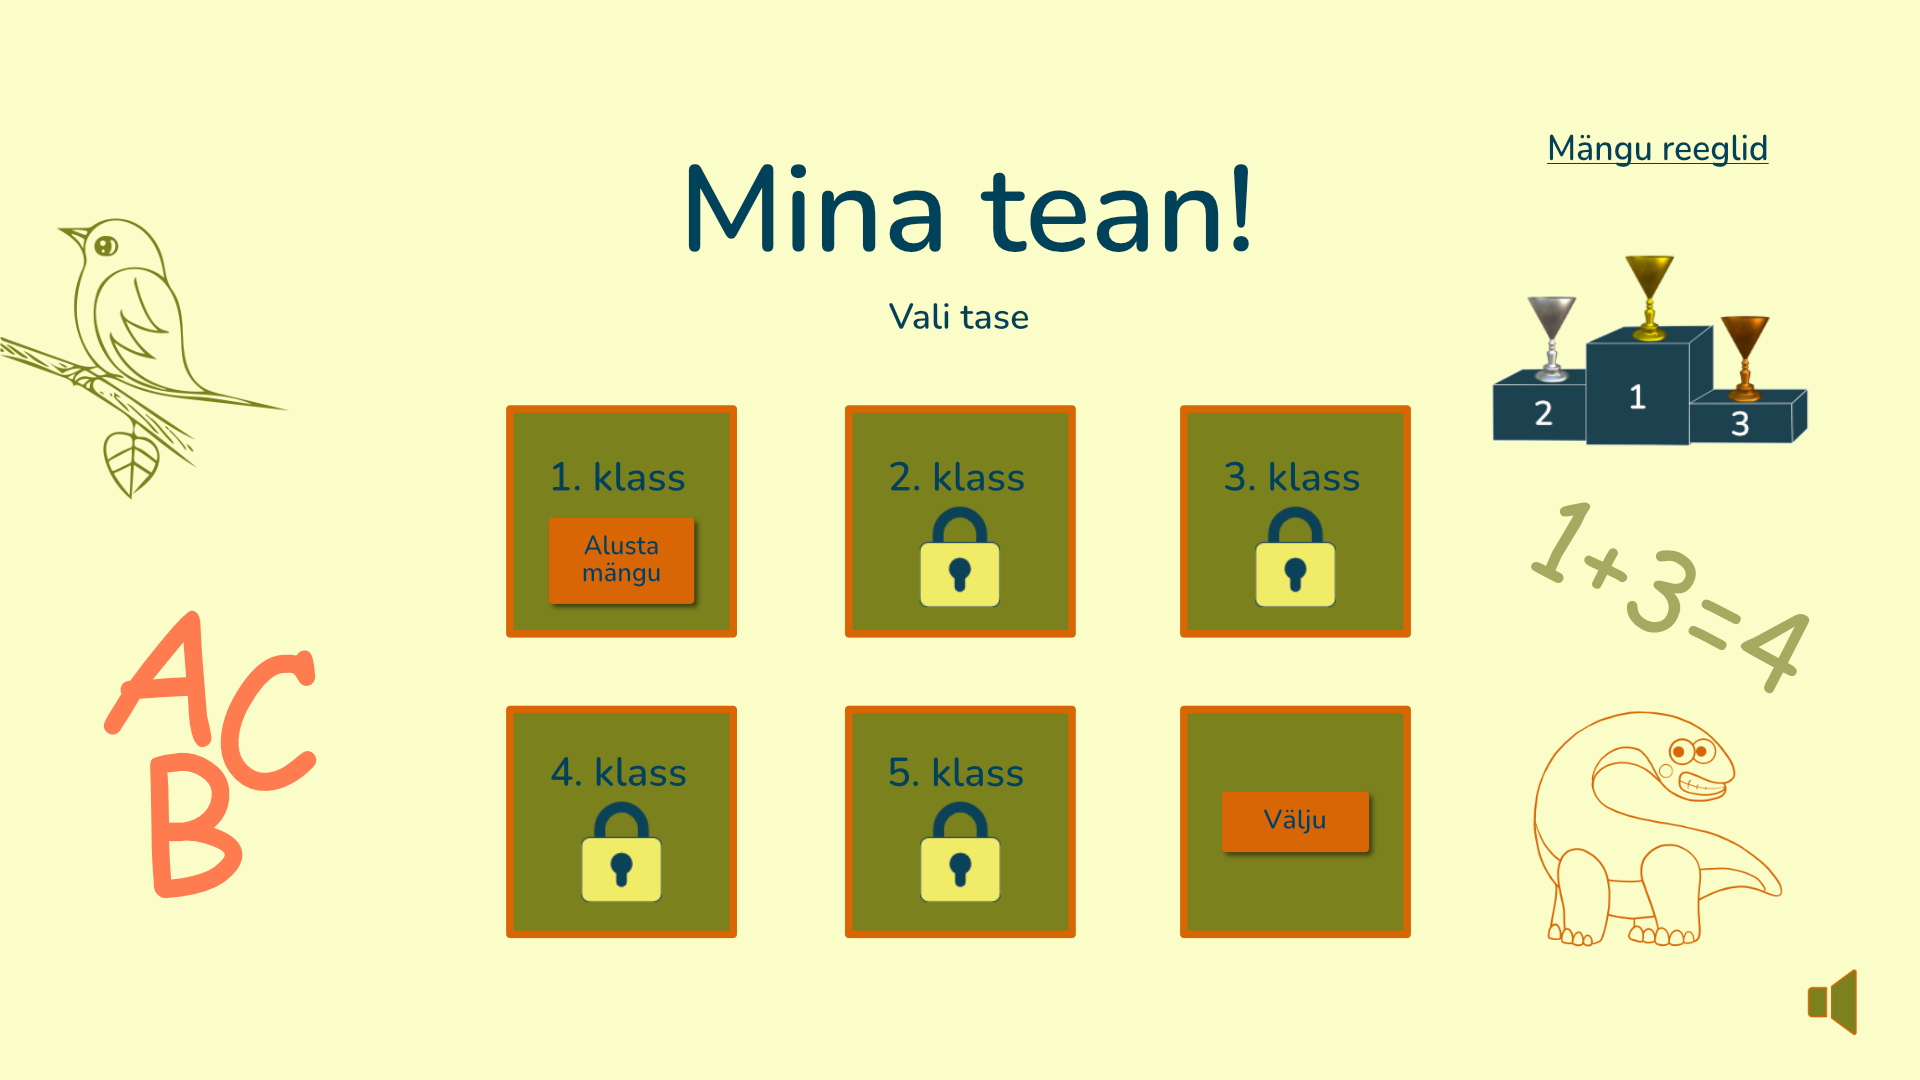 Mängu reeglid
Mina tean!
Vali tase
1. klass
Alusta
mängu
2. klass
3. klass
4. klass
5. klass
Välju
2
1
3
1+3=4
A
C
B